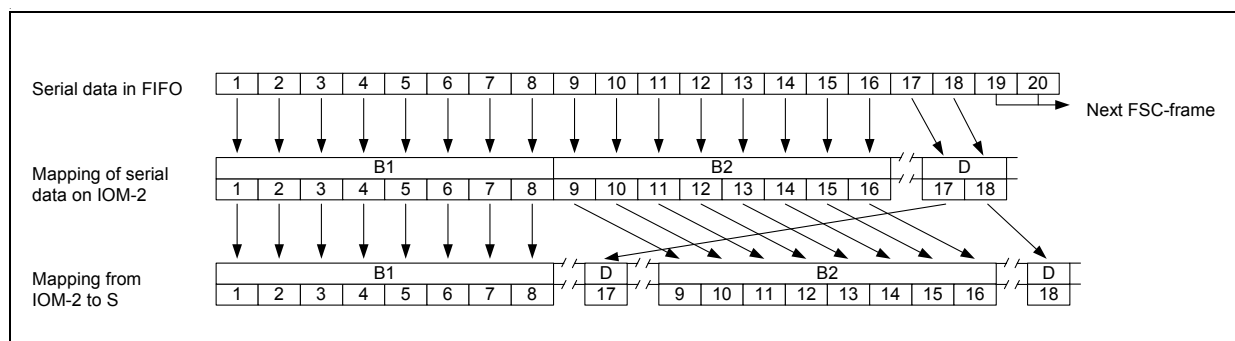 Serial data in FIFO
1 2 3 4 5 6 7 8 9 10 11 12 13 14 15 16 17 18 19 20
Next FSC-frame
Mapping of serial
data on IOM-2
B1 B2 D
1 2 3 4 5 6 7 8 9 10 11 12 13 14 15 16 17 18
Mapping from
IOM-2 to S
B1 D B2 D
1 2 3 4 5 6 7 8 17 9 10 11 12 13 14 15 16 18